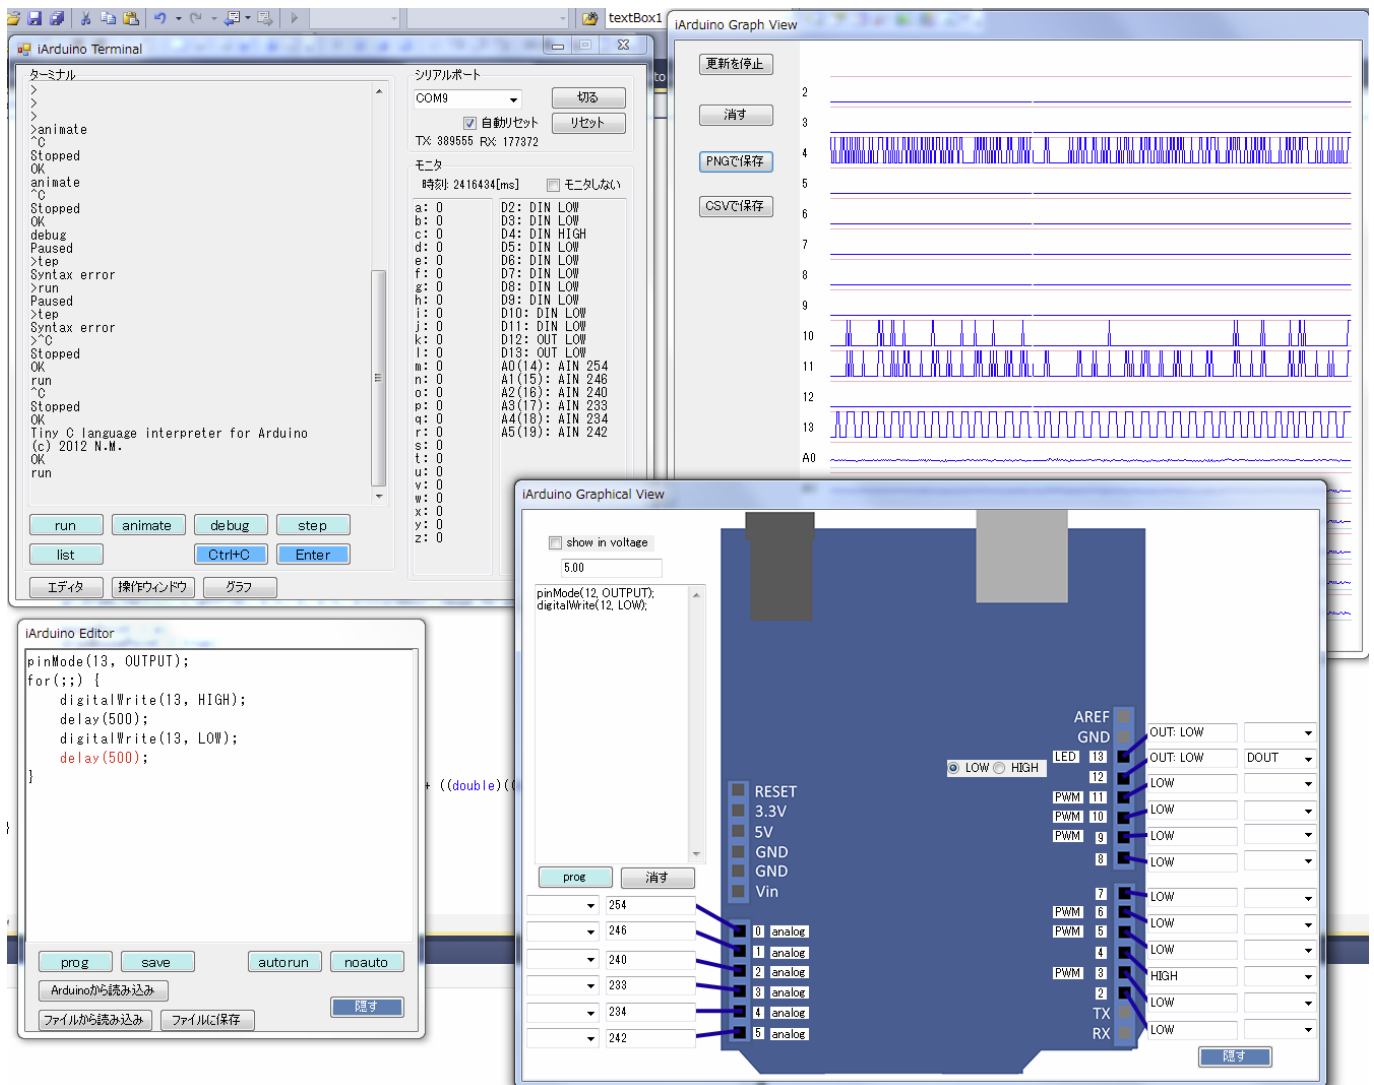 textBox1
iArduino Terminal
ターミナル
>
>
>
>animate
^C
Stopped
OK
animate
^C
Stopped
OK
debug
Paused
>tep
Syntax error
>run
Paused
>tep
Syntax error
>^C
Stopped
OK
run
^C
Stopped
OK
Tiny C language interpreter for Arduino
(c) 2012 N.M.
OK
run
run animate debug step
list Ctrl+C Enter
エディタ 操作ウィンドウ グラフ
シリアルポート
COM9 切る
自動リセット リセット
TX: 389555 RX: 177372
モニタ
時刻: 2416434[ms] モニタしない
a: 0
b: 0
c: 0
d: 0
e: 0
f: 0
g: 0
h: 0
i: 0
j: 0
k: 0
l: 0
m: 0
n: 0
o: 0
p: 0
q: 0
r: 0
s: 0
t: 0
u: 0
v: 0
w: 0
x: 0
y: 0
z: 0
D2: DIN LOW
D3: DIN LOW
D4: DIN HIGH
D5: DIN LOW
D6: DIN LOW
D7: DIN LOW
D8: DIN LOW
D9: DIN LOW
D10: DIN LOW
D11: DIN LOW
D12: OUT LOW
D13: OUT LOW
A0(14): AIN 254
A1(15): AIN 246
A2(16): AIN 240
A3(17): AIN 233
A4(18): AIN 234
A5(19): AIN 242
to
iArduino Graph View
更新を停止
消す
PNGで保存
CSVで保存
2
3
4
5
6
7
8
9
10
11
12
13
A0
iArduino Editor
pinMode(13, OUTPUT);
for(;;) {
digitalWrite(13, HIGH);
delay(500);
digitalWrite(13, LOW);
delay(500);
}
prog save autorun noauto
Arduinoから読み込み
隠す
ファイルから読み込み ファイルに保存
+ ((double)((
}
iArduino Graphical View
show in voltage
5.00
pinMode(12, OUTPUT);
digitalWrite(12, LOW);
prog 消す
254
246
240
233
234
242
RESET
3.3V
5V
GND
GND
Vin
0 analog
1 analog
2 analog
3 analog
4 analog
5 analog
LOW HIGH
AREF
GND
LED 13
12
PWM 11
PWM 10
PWM 9
8
7
PWM 6
PWM 5
4
PWM 3
2
TX
RX
OUT: LOW
OUT: LOW DOUT
LOW
LOW
LOW
LOW
LOW
LOW
LOW
HIGH
LOW
LOW
隠す